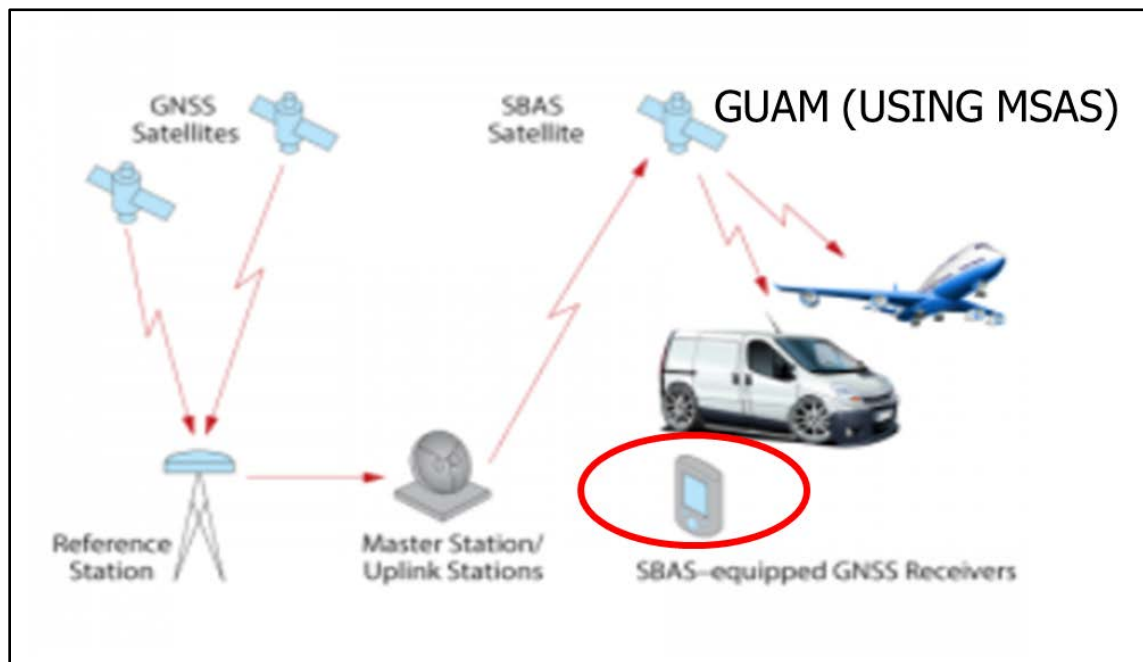 GNSS
Satellites
SBAS
Satellite
GUAM (USING MSAS)
Reference
Station
Master Station/
Uplink Stations
SBAS-equipped GNSS Receivers